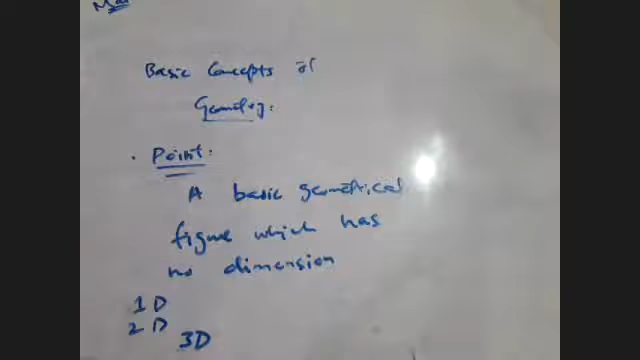 Basic Concepts of
Geometry.
• Point:
A basic geometrical
figure which has
no dimension
1D
2D
3D